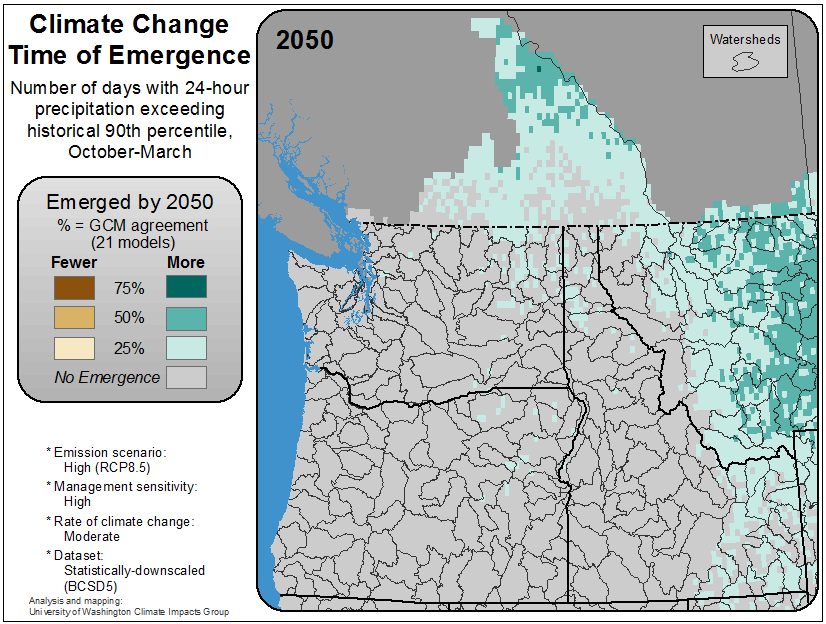 Climate Change
Time of Emergence
Number of days with 24-hour
precipitation exceeding
historical 90th percentile,
October-March
Emerged by 2050
% = GCM agreement
(21 models)
Fewer More
75%
50%
25%
No Emergence
* Emission scenario:
High (RCP8.5)
* Management sensitivity:
High
* Rate of climate change:
Moderate
* Dataset:
Statistically-downscaled
(BCSD5)
Analysis and mapping:
University of Washington Climate Impacts Group
2050
Watersheds